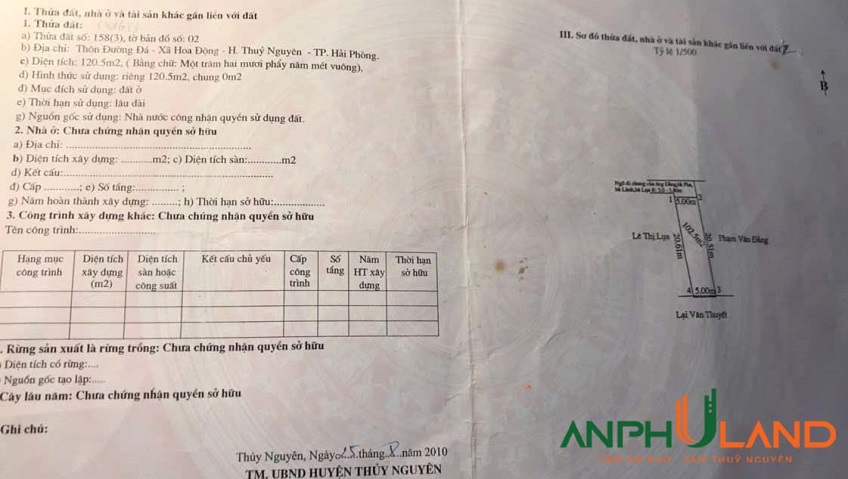 I. Thửa đất, nhà ở và tài sản khác gắn liền với đất
1. Thửa đất:
a) Thửa đất số: 158(3), tờ bản đồ số: 02
b) Địa chỉ: Thôn Đường Đá - Xã Hoa Động - H. Thuỷ Nguyên - TP. Hải Phòng.
c) Diện tích: 120.5m2, ( Bằng chữ: Một trăm hai mươi phẩy năm mét vuông),
d) Hình thức sử dụng: riêng 120.5m2, chung 0m2
đ) Mục đích sử dụng: đất ở
e) Thời hạn sử dụng: lâu dài
g) Nguồn gốc sử dụng: Nhà nước công nhận quyền sử dụng đất.
2. Nhà ở: Chưa chứng nhận quyền sở hữu
a) Địa chỉ:
b) Diện tích xây dựng: ...........m2; c) Diện tích sàn:............m2
d) Kết cấu:
đ) Cấp ...........; e) Số tầng:............... ;
g) Năm hoàn thành xây dựng: .........; h) Thời hạn sở hữu:
3. Công trình xây dựng khác: Chưa chứng nhận quyền sở hữu
Tên công trình:
Hạng mục công trình
Diện tích xây dựng (m2)
Diện tích sàn hoặc công suất
Kết cấu chủ yếu
Cấp công trình
Số tầng
Năm HT xây dựng
Thời hạn sở hữu
. Rừng sản xuất là rừng trồng: Chưa chứng nhận quyền sở hữu
Diện tích có rừng:....
Nguồn gốc tạo lập:.....
Cây lâu năm: Chưa chứng nhận quyền sở hữu
Ghi chú:
Thủy Nguyên, Ngày 25 tháng 8 năm 2010
TM. UBND HUYỆN THỦY NGUYÊN
III. Sơ đồ thửa đất, nhà ở và tài sản khác gắn liền với đất
Tỷ lệ 1/500
B
1 5.00m 2
Lê Thị Lụa
20.61m
102.5m2
20.51m
Phạm Văn Đăng
4 5.00m 3
Lại Văn Thuyết
ANPHULAND